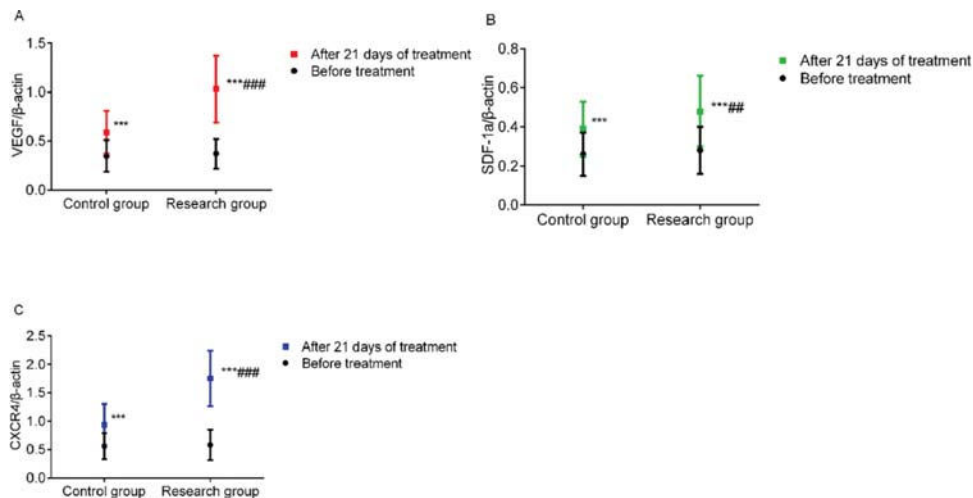 A
VEGF/β-actin
1.5
1.0
0.5
0.0
***
***###
Control group
Research group
After 21 days of treatment
Before treatment
B
SDF-1a/β-actin
0.8
0.6
0.4
0.2
0.0
***
***##
Control group
Research group
After 21 days of treatment
Before treatment
C
CXCR4/β-actin
2.5
2.0
1.5
1.0
0.5
0.0
***
***###
Control group
Research group
After 21 days of treatment
Before treatment